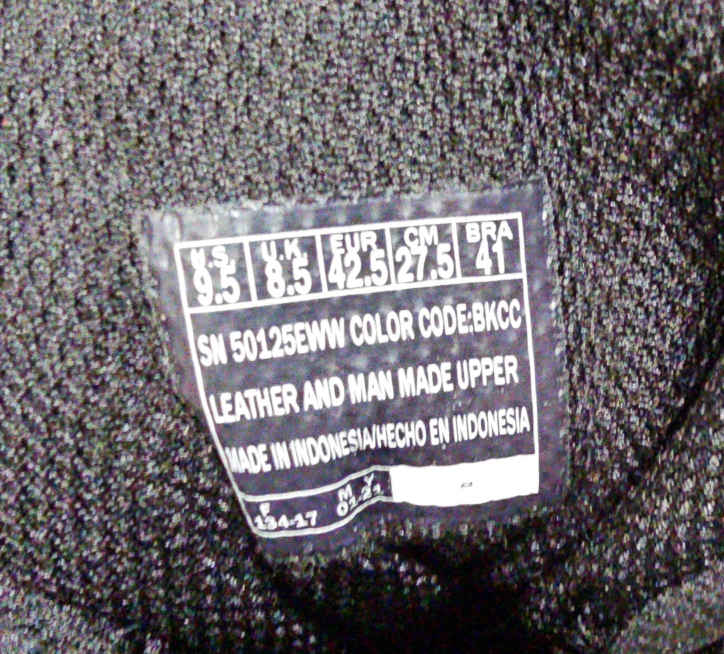 U.S. U.K. EUR CM BRA
9.5 8.5 42.5 27.5 41
SN 50125EWW COLOR CODE:BKCC
LEATHER AND MAN MADE UPPER
MADE IN INDONESIA/HECHO EN INDONESIA
F M Y
134-17 01-21